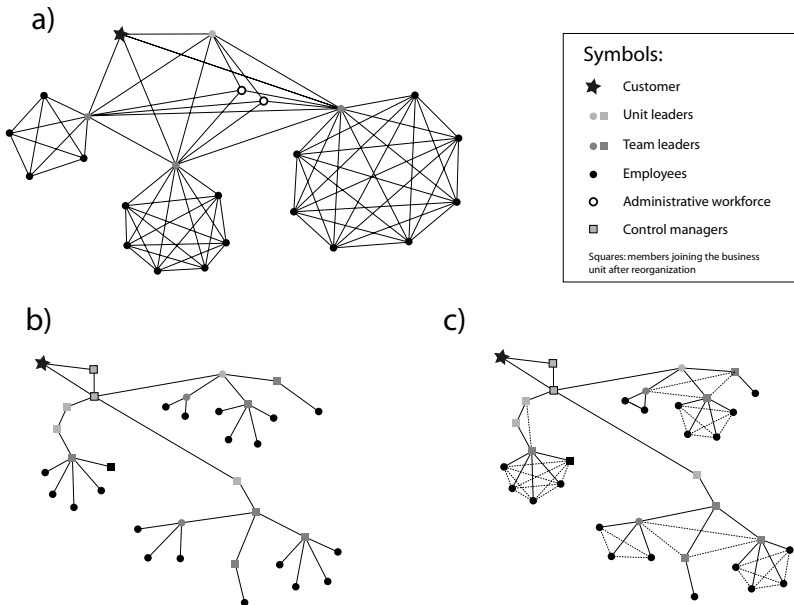 a)
Symbols:
Customer
Unit leaders
Team leaders
Employees
Administrative workforce
Control managers
Squares: members joining the business
unit after reorganization
b)
c)